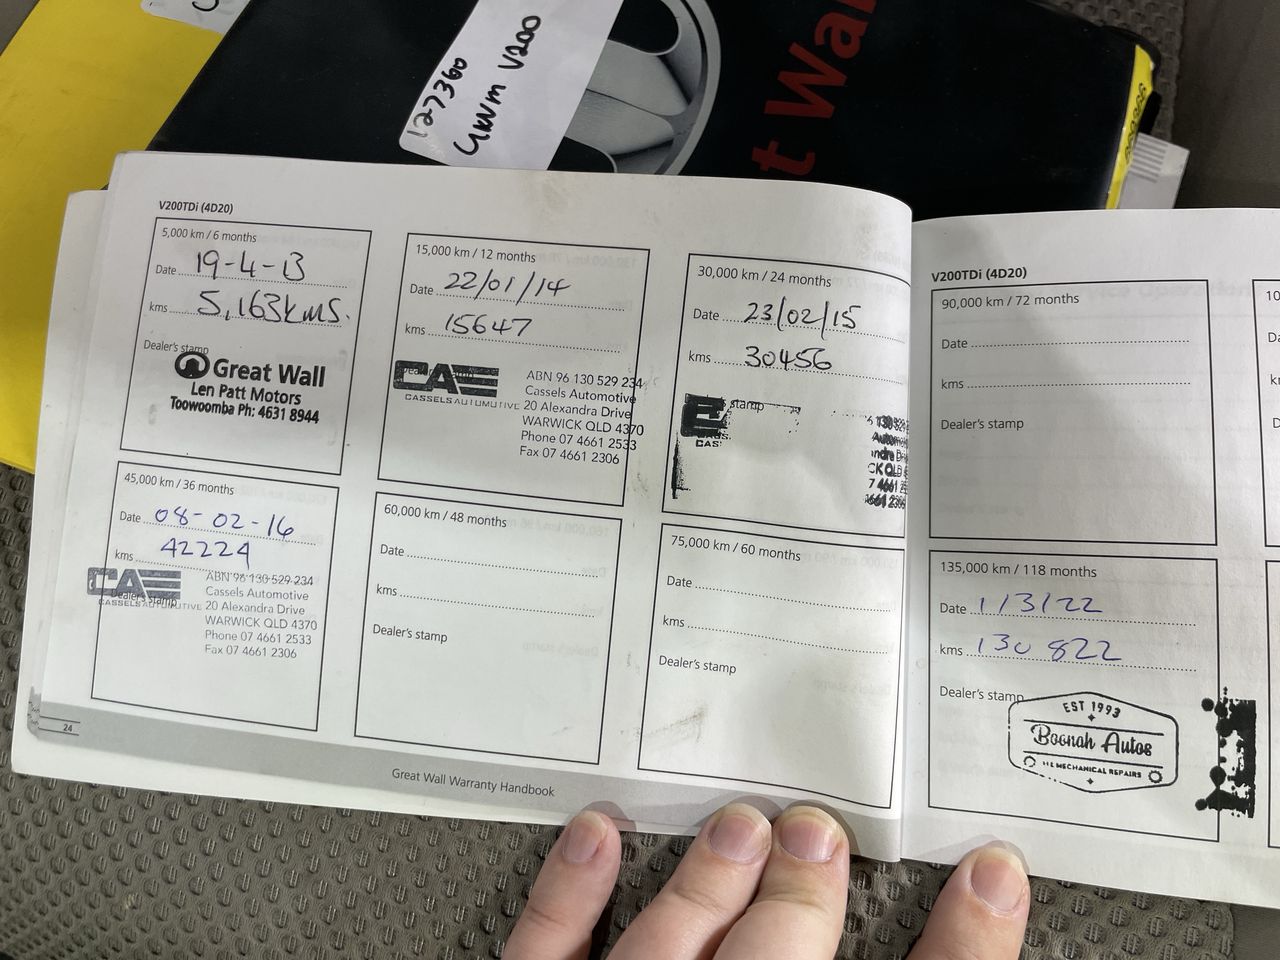 127360
GWM V200
t Wa
V200TDi (4D20)
5,000 km / 6 months
Date 19-4-13
kms 5,163kms.
Dealer's stamp
Great Wall
Len Patt Motors
Toowoomba Ph: 4631 8944
15,000 km / 12 months
Date 22/01/14
kms 15647
CAE
CASSELS AUTOMOTIVE
ABN 96 130 529 234
Cassels Automotive
20 Alexandra Drive
WARWICK QLD 4370
Phone 07 4661 2533
Fax 07 4661 2306
30,000 km / 24 months
Date 23/02/15
kms 30456
stamp
45,000 km / 36 months
Date 08-02-16
kms 42224
Dealer's stamp
CAE
CASSELS AUTOMOTIVE
ABN 96 130 529 234
Cassels Automotive
20 Alexandra Drive
WARWICK QLD 4370
Phone 07 4661 2533
Fax 07 4661 2306
60,000 km / 48 months
Date
kms
Dealer's stamp
75,000 km / 60 months
Date
kms
Dealer's stamp
24
Great Wall Warranty Handbook
V200TDi (4D20)
90,000 km / 72 months
Date
kms
Dealer's stamp
135,000 km / 118 months
Date 1/3/22
kms 130 822
Dealer's stamp
EST 1993
Boonah Autos
MECHANICAL REPAIRS